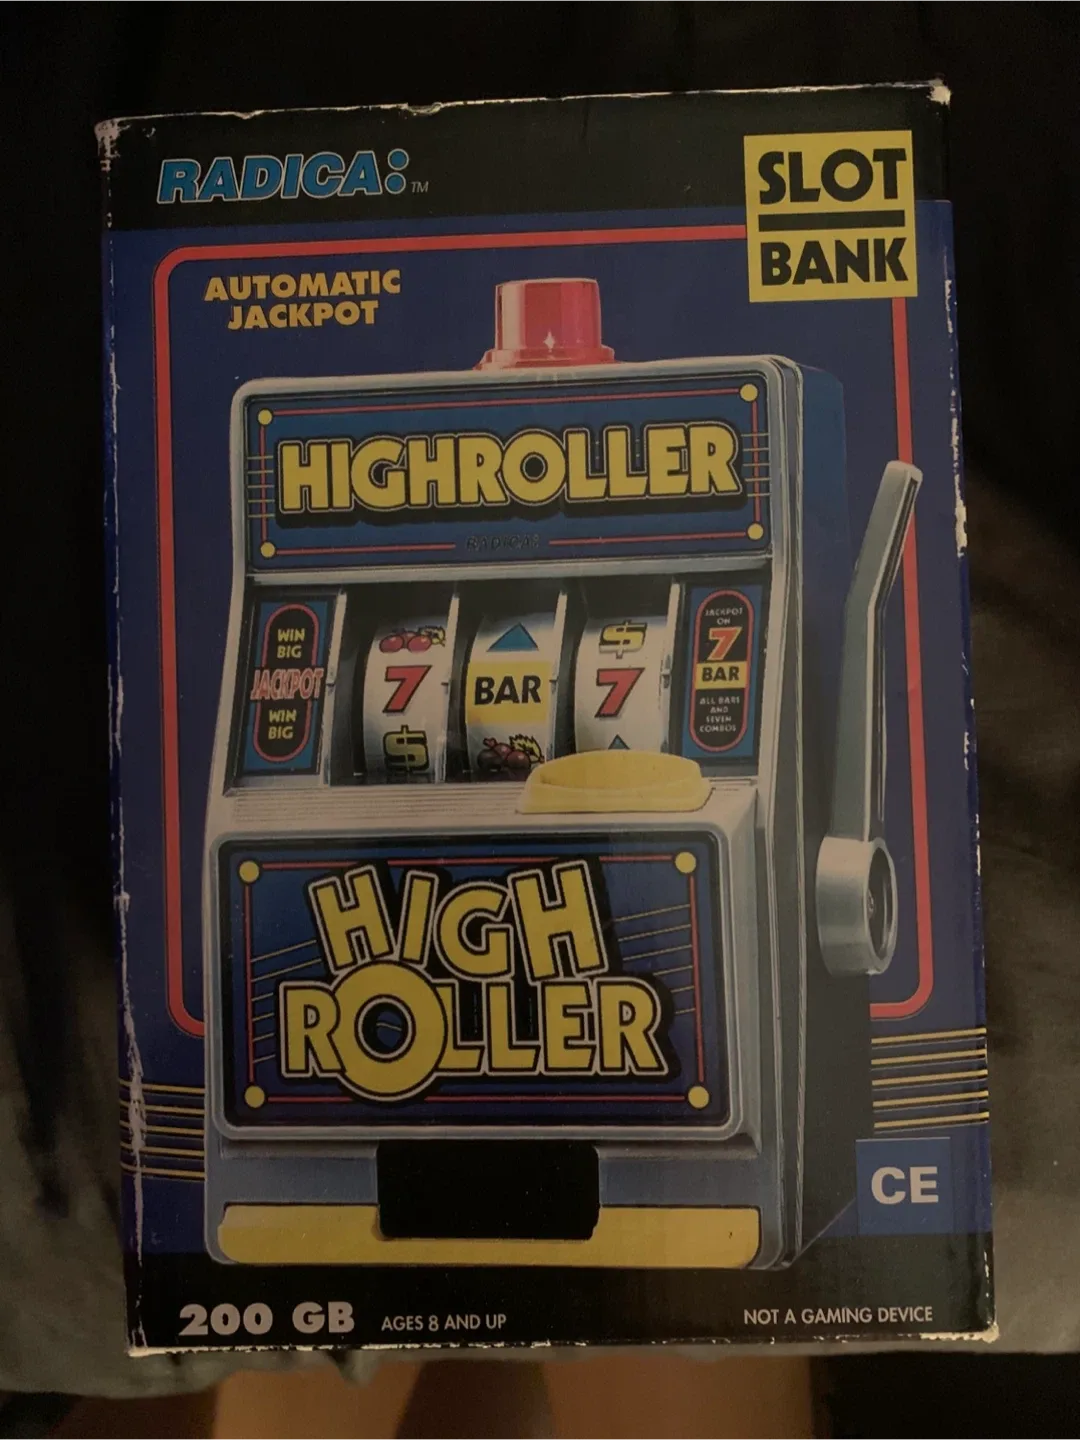 RADICA: TM
SLOT
BANK
AUTOMATIC
JACKPOT
HIGHROLLER
RADICA:
WIN
BIG
JACKPOT
WIN
BIG
7
$
BAR
$
7
JACKPOT
ON
7
BAR
ALL BARS
AND
SEVEN
COMBOS
HIGH
ROLLER
CE
200 GB AGES 8 AND UP NOT A GAMING DEVICE